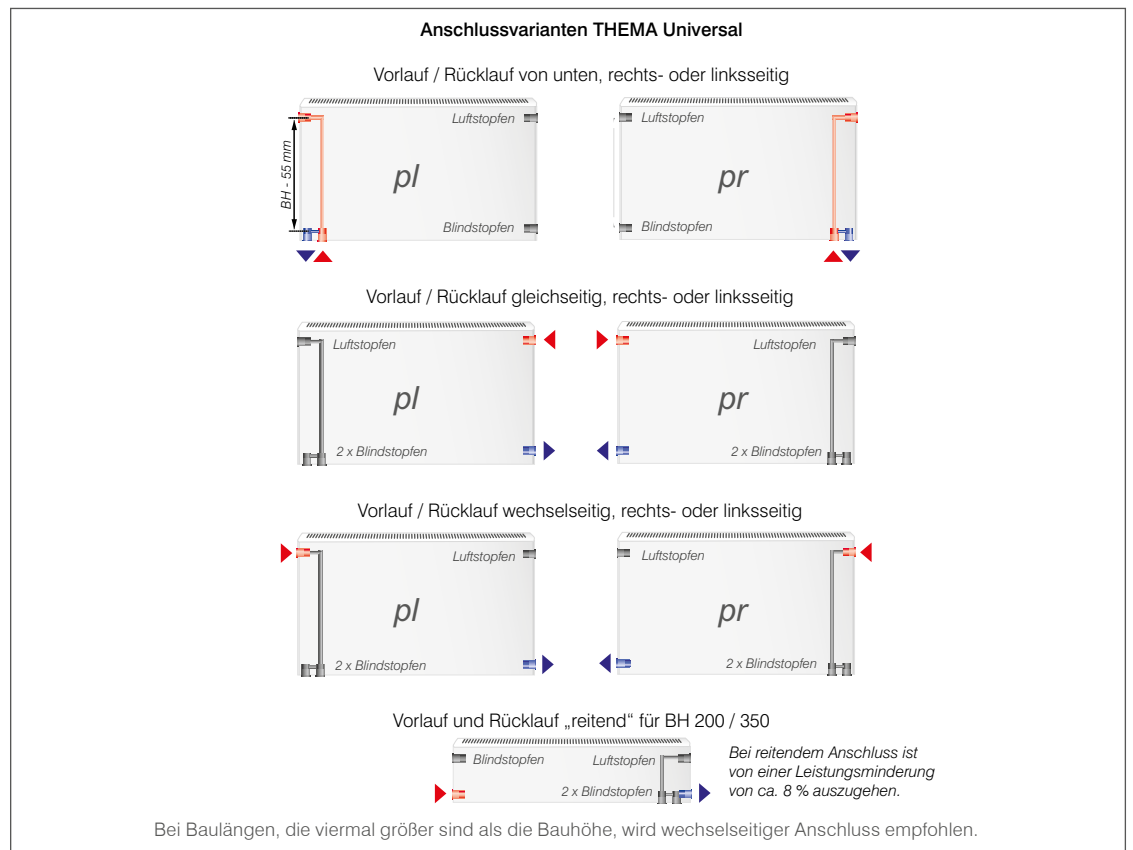 Anschlussvarianten THEMA Universal
Vorlauf / Rücklauf von unten, rechts- oder linksseitig
Luftstopfen
BH - 55 mm
pl
Blindstopfen
Luftstopfen
pr
Blindstopfen
Vorlauf / Rücklauf gleichseitig, rechts- oder linksseitig
Luftstopfen
pl
2 x Blindstopfen
Luftstopfen
pr
2 x Blindstopfen
Vorlauf / Rücklauf wechselseitig, rechts- oder linksseitig
Luftstopfen
pl
2 x Blindstopfen
Luftstopfen
pr
2 x Blindstopfen
Vorlauf und Rücklauf „reitend“ für BH 200 / 350
Blindstopfen
Luftstopfen
2 x Blindstopfen
Bei reitendem Anschluss ist
von einer Leistungsminderung
von ca. 8 % auszugehen.
Bei Baulängen, die viermal größer sind als die Bauhöhe, wird wechselseitiger Anschluss empfohlen.